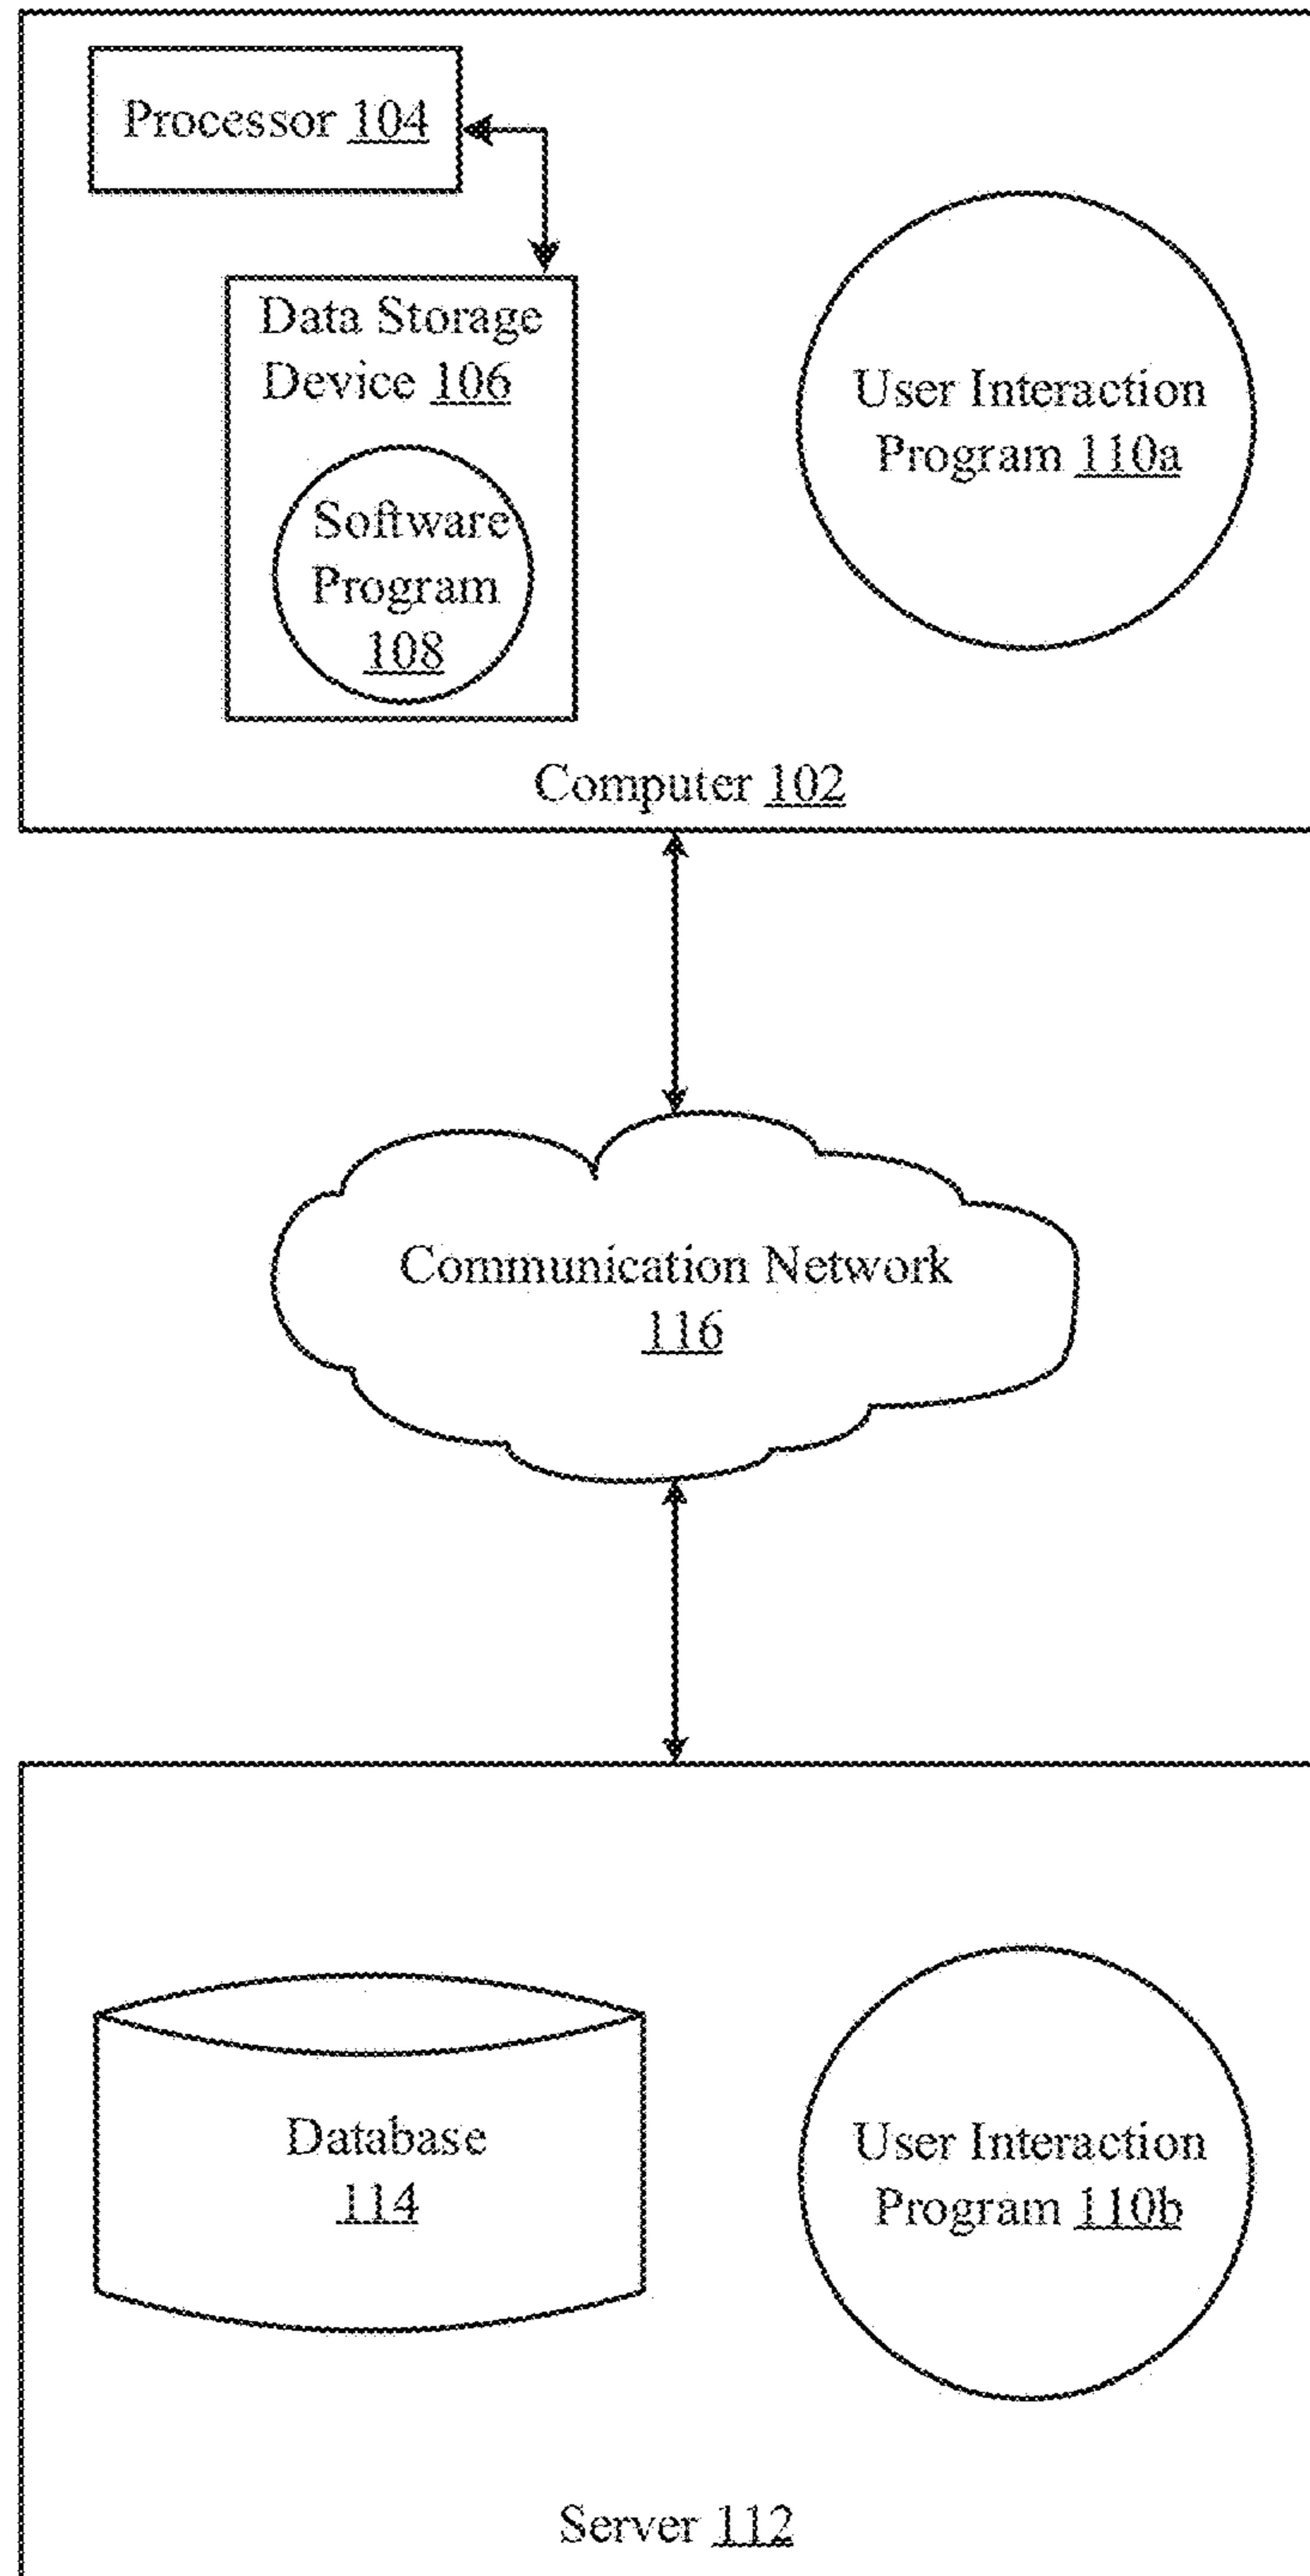 Processor 104
Data Storage
Device 106
Software
Program
108
User Interaction
Program 110a
Computer 102
Communication Network
116
Database
114
User Interaction
Program 110b
Server 112